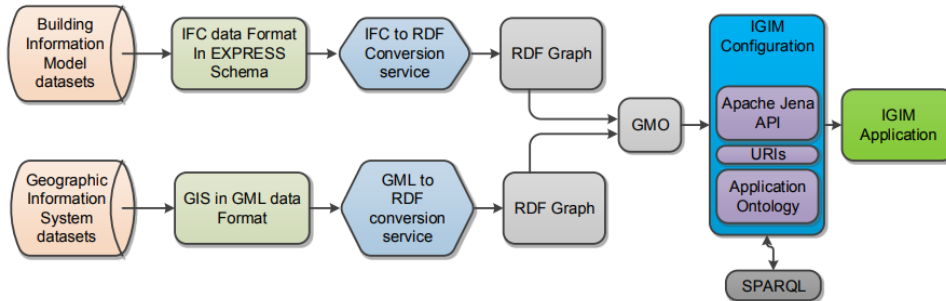 Building
Information
Model
datasets
IFC data Format
In EXPRESS
Schema
IFC to RDF
Conversion
service
RDF Graph
IGIM
Configuration
Apache Jena
API
URIs
Application
Ontology
GMO
IGIM
Application
Geographic
Information
System
datasets
GIS in GML data
Format
GML to
RDF
conversion
service
RDF Graph
SPARQL